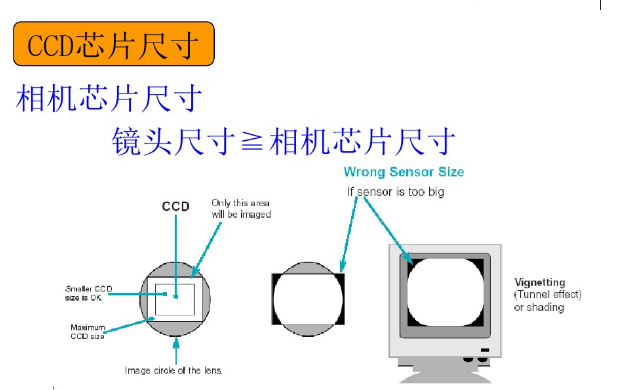 CCD芯片尺寸
相机芯片尺寸
镜头尺寸≧相机芯片尺寸
Wrong Sensor Size
If sensor is too big
CCD
Only this area
will be imaged
Smaller CCD
size is OK
Maximum
CCD size
Image circle of the lens.
Vignetting
(Tunnel effect)
or shading